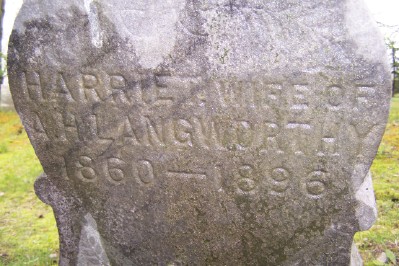 HARRIET, WIFE OF
A.H. LANGWORTHY
1860 — 1896